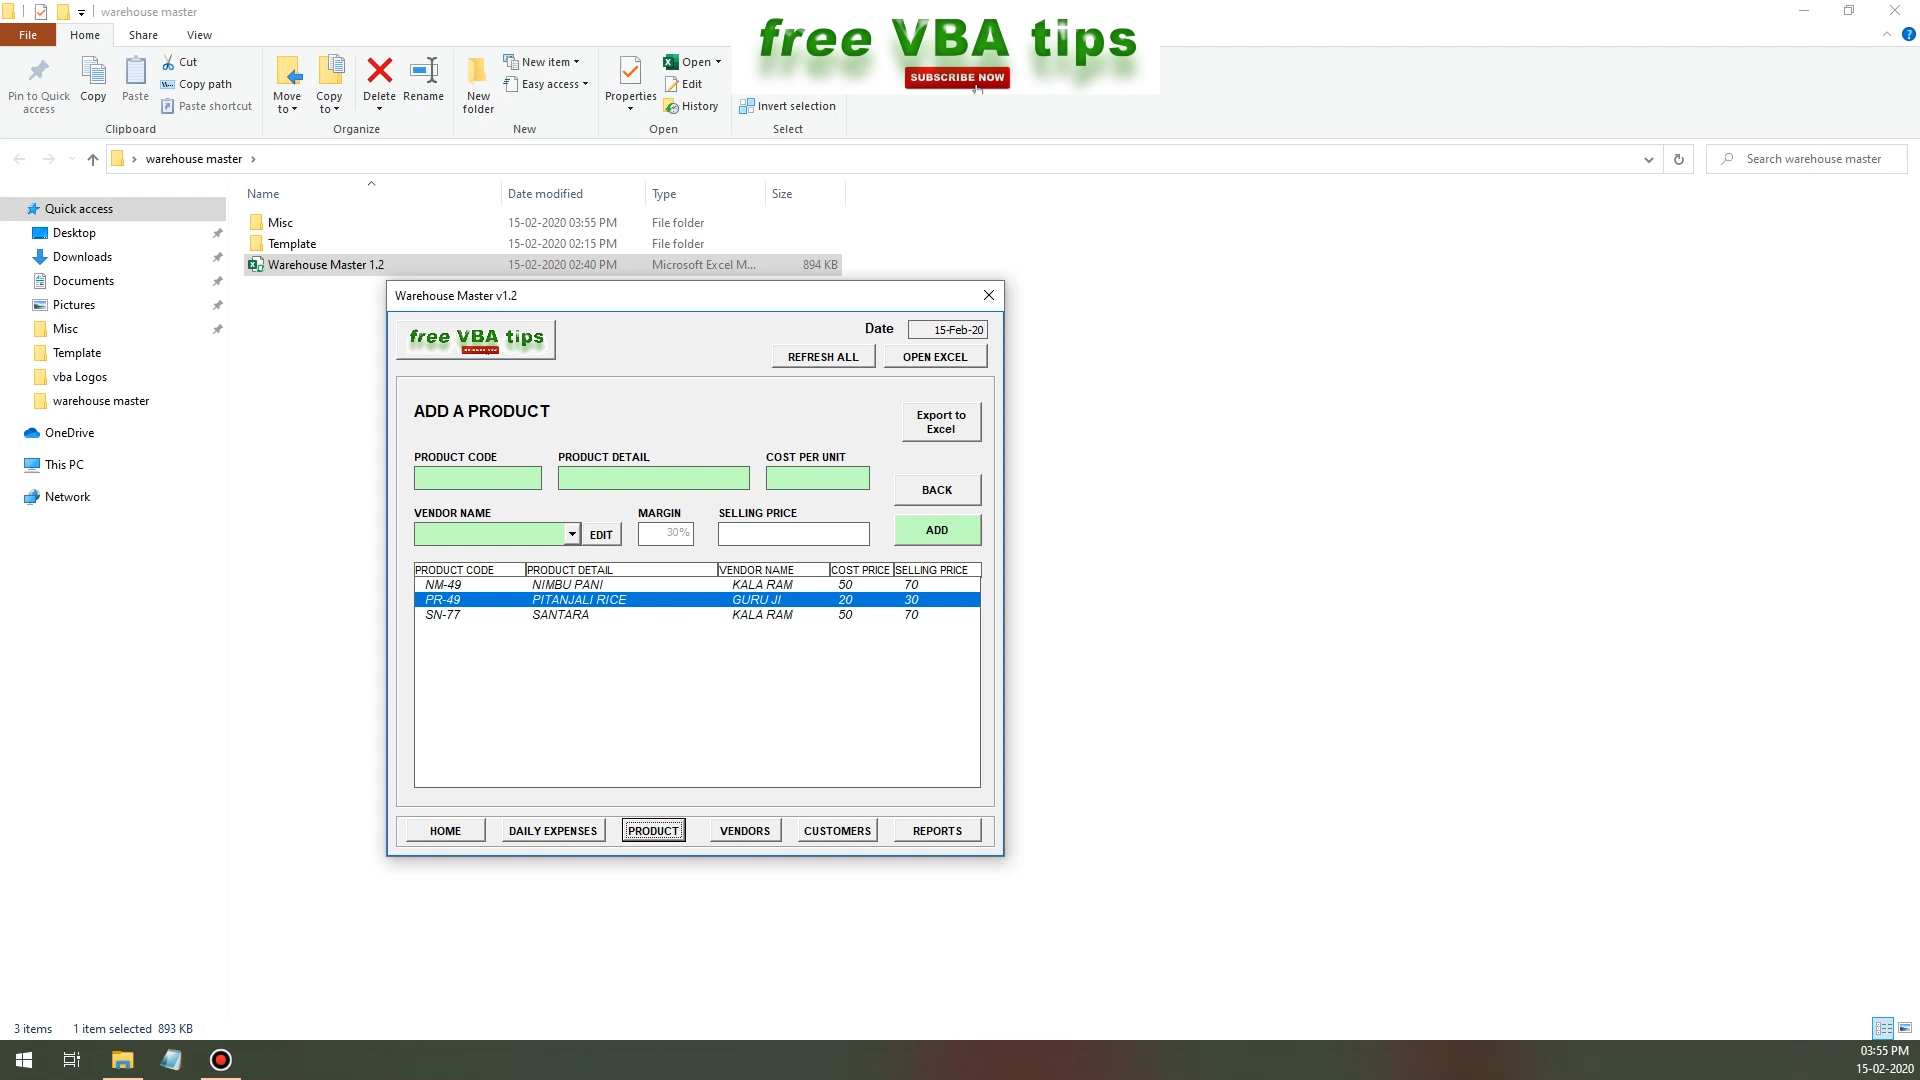 warehouse master
File Home Share View
free VBA tips
SUBSCRIBE NOW
Pin to Quick access
Copy
Paste
Cut
Copy path
Paste shortcut
Move to
Copy to
Delete
Rename
New folder
New item
Easy access
Properties
Open
Edit
History
Invert selection
Clipboard Organize New Open Select
warehouse master
Search warehouse master
Name Date modified Type Size
Misc 15-02-2020 03:55 PM File folder
Template 15-02-2020 02:15 PM File folder
Warehouse Master 1.2 15-02-2020 02:40 PM Microsoft Excel M... 894 KB
Quick access
Desktop
Downloads
Documents
Pictures
Misc
Template
vba Logos
warehouse master
OneDrive
This PC
Network
Warehouse Master v1.2
free VBA tips
Date 15-Feb-20
REFRESH ALL OPEN EXCEL
ADD A PRODUCT
Export to
Excel
PRODUCT CODE PRODUCT DETAIL COST PER UNIT
BACK
VENDOR NAME MARGIN SELLING PRICE
EDIT 30% ADD
PRODUCT CODE PRODUCT DETAIL VENDOR NAME COST PRICE SELLING PRICE
NM-49 NIMBU PANI KALA RAM 50 70
PR-49 PITANJALI RICE GURU JI 20 30
SN-77 SANTARA KALA RAM 50 70
HOME DAILY EXPENSES PRODUCT VENDORS CUSTOMERS REPORTS
3 items 1 item selected 893 KB
03:55 PM
15-02-2020